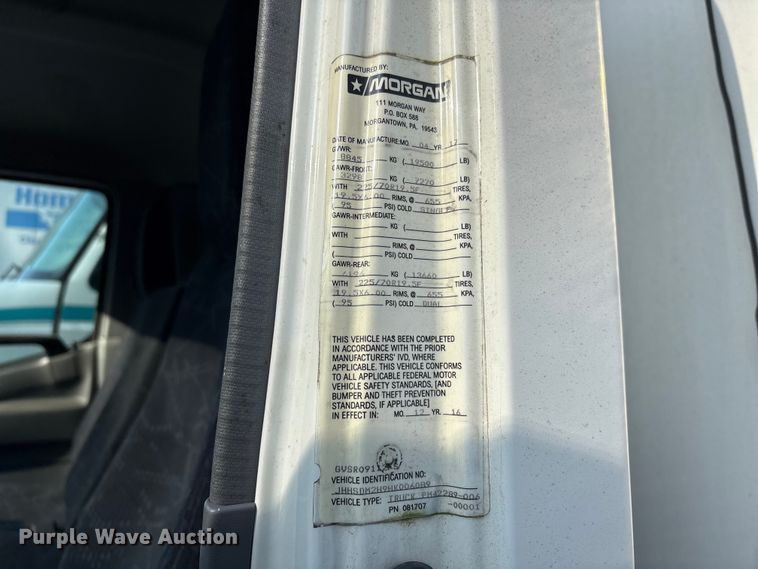 MANUFACTURED BY:
MORGAN
111 MORGAN WAY
P.O. BOX 588
MORGANTOWN, PA. 19543
DATE OF MANUFACTURE: MO. 04 YR. 17
GVWR:
8845 KG ( 19500 LB)
GAWR-FRONT:
3298 KG ( 7270 LB)
WITH 225/70R19.5F TIRES,
19.5X6.00 RIMS, @ 655 KPA,
( 95 PSI) COLD SINGLE
GAWR-INTERMEDIATE:
KG ( LB)
WITH TIRES,
RIMS, @ KPA,
( PSI) COLD
GAWR-REAR:
6196 KG ( 13660 LB)
WITH 225/70R19.5F TIRES,
19.5X6.00 RIMS, @ 655 KPA,
( 95 PSI) COLD DUAL
THIS VEHICLE HAS BEEN COMPLETED
IN ACCORDANCE WITH THE PRIOR
MANUFACTURERS' IVD, WHERE
APPLICABLE. THIS VEHICLE CONFORMS
TO ALL APPLICABLE FEDERAL MOTOR
VEHICLE SAFETY STANDARDS, [AND
BUMPER AND THEFT PREVENTION
STANDARDS, IF APPLICABLE]
IN EFFECT IN: MO. 12 YR. 16
VEHICLE IDENTIFICATION NO:
JHHSDM2H9HK006089
VEHICLE TYPE: TRUCK
PN 081707 -00001
Purple Wave Auction
PurpleWave.com